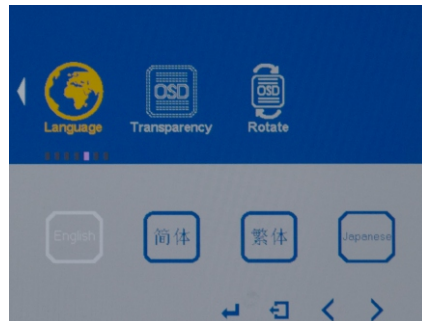 OSD OSD
Language Transparency Rotate
English 简体 繁体 Japanese